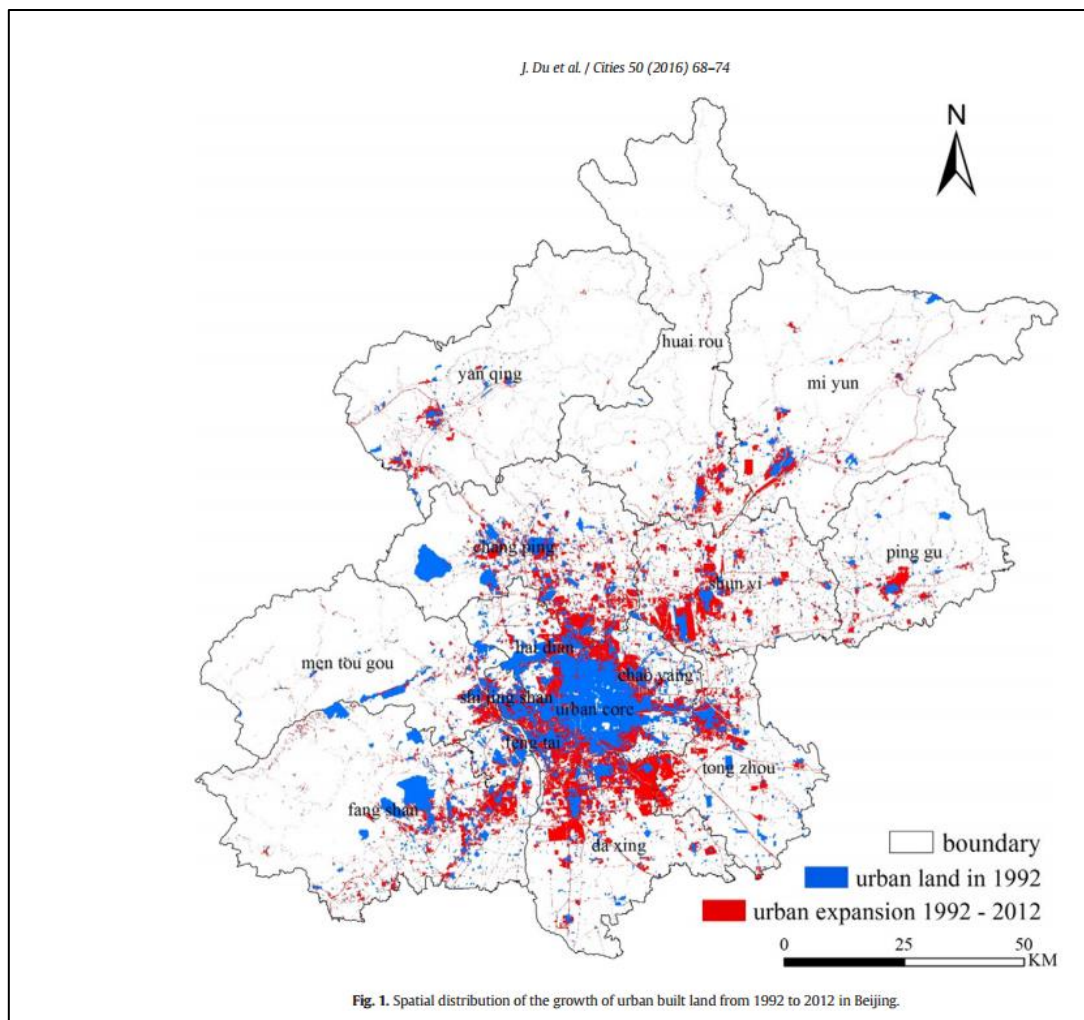 J. Du et al. / Cities 50 (2016) 68–74
N
huai rou
yan qing
mi yun
chang ping
ping gu
shun yi
men tou gou
hai dian
chao yang
shi jing shan
urban core
feng tai
tong zhou
fang shan
da xing
boundary
urban land in 1992
urban expansion 1992 - 2012
0 25 50
KM
Fig. 1. Spatial distribution of the growth of urban built land from 1992 to 2012 in Beijing.